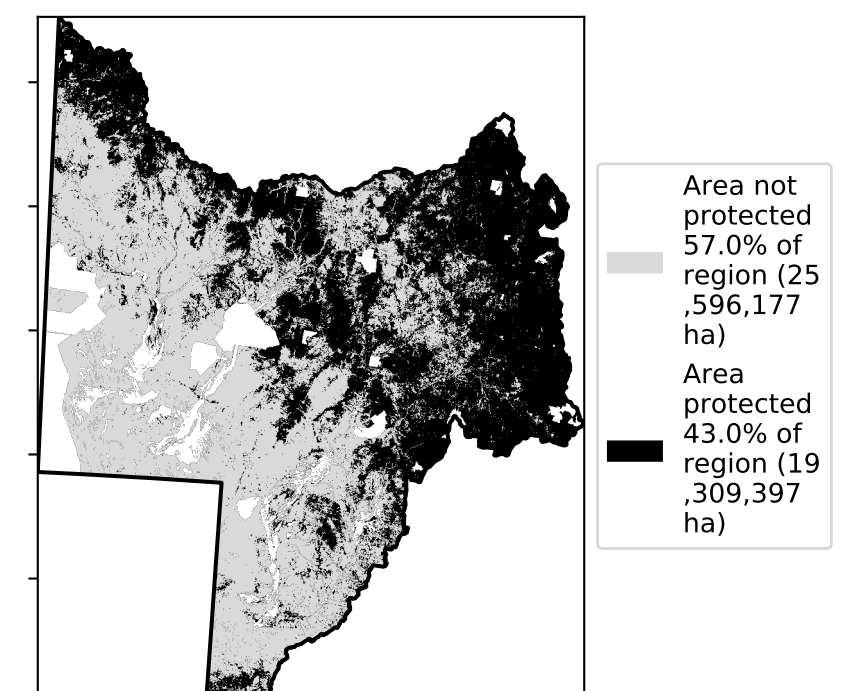 Area not
protected
57.0% of
region (25
,596,177
ha)
Area
protected
43.0% of
region (19
,309,397
ha)